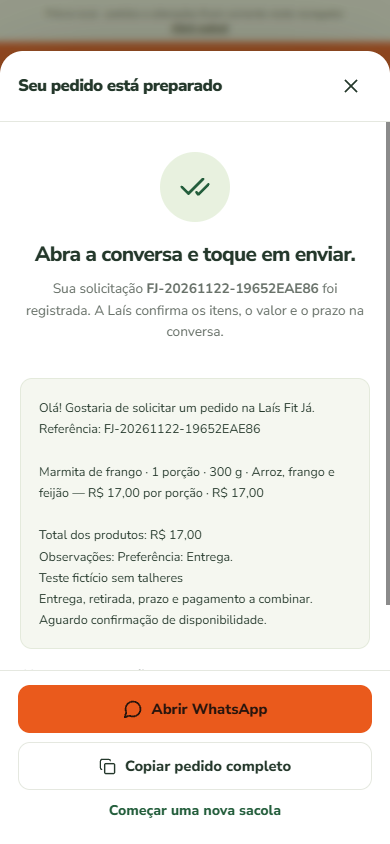 Seu pedido está preparado
Abra a conversa e toque em enviar.
Sua solicitação FJ-20261122-19652EAE86 foi
registrada. A Laís confirma os itens, o valor e o prazo na
conversa.
Olá! Gostaria de solicitar um pedido na Laís Fit Já.
Referência: FJ-20261122-19652EAE86
Marmita de frango · 1 porção · 300 g · Arroz, frango e
feijão — R$ 17,00 por porção · R$ 17,00
Total dos produtos: R$ 17,00
Observações: Preferência: Entrega.
Teste fictício sem talheres
Entrega, retirada, prazo e pagamento a combinar.
Aguardo confirmação de disponibilidade.
Abrir WhatsApp
Copiar pedido completo
Começar uma nova sacola